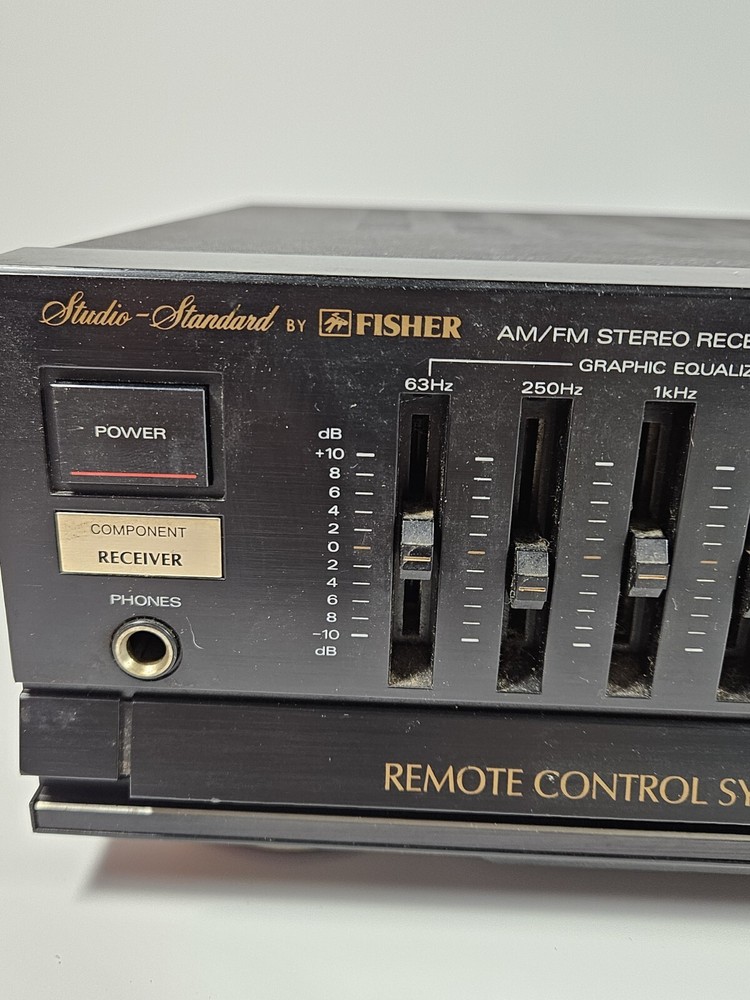 Studio-Standard BY FISHER
AM/FM STEREO RECE
GRAPHIC EQUALIZ
63Hz 250Hz 1kHz
POWER
dB
+10
8
6
4
2
0
2
4
6
8
-10
dB
COMPONENT
RECEIVER
PHONES
REMOTE CONTROL SY